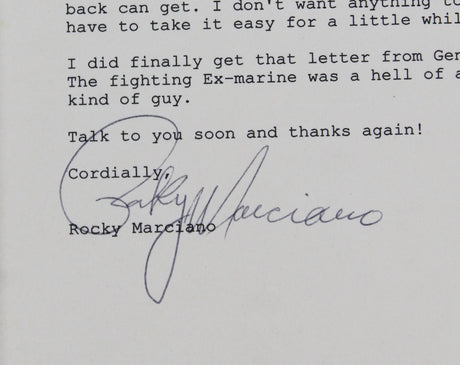 back can get. I don't want anything to
have to take it easy for a little whil
I did finally get that letter from Gen
The fighting Ex-marine was a hell of a
kind of guy.
Talk to you soon and thanks again!
Cordially,
Rocky Marciano
Rocky Marciano